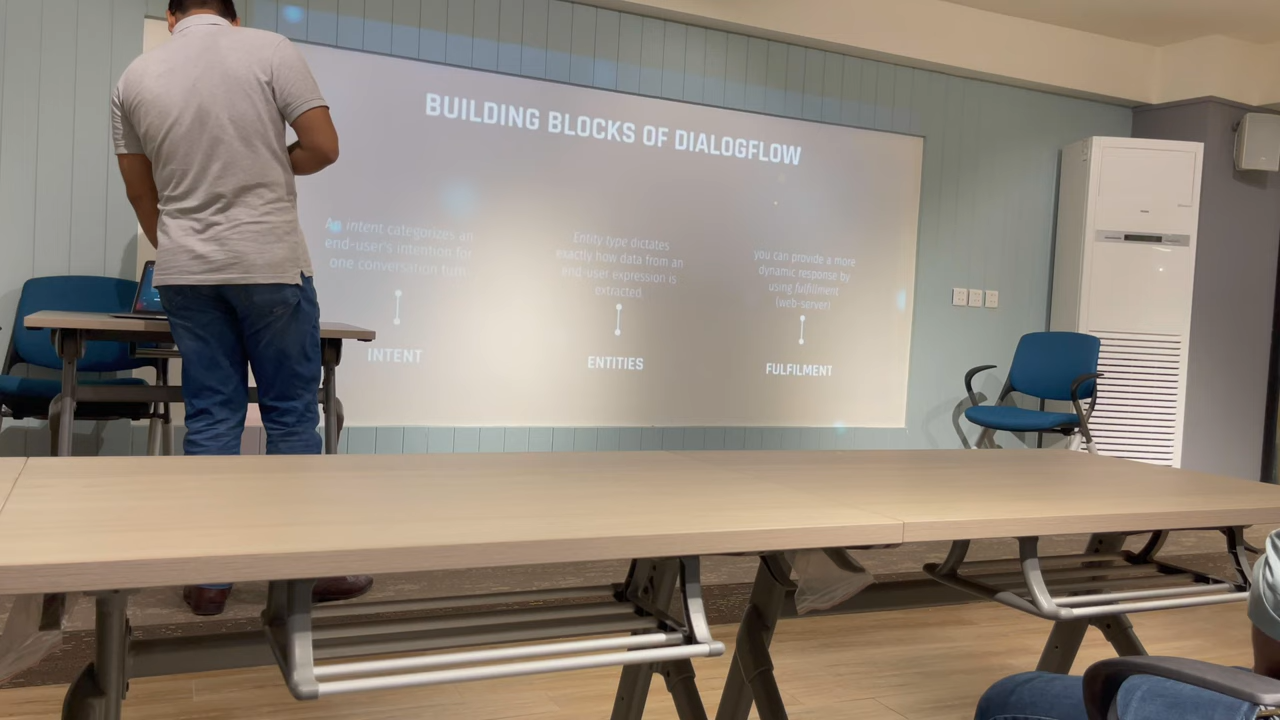 BUILDING BLOCKS OF DIALOGFLOW
An intent categorizes an
end-user's intention for
one conversation turn
INTENT
Entity type dictates
exactly how data from an
end-user expression is
extracted
ENTITIES
you can provide a more
dynamic response by
using fulfillment
(web-server)
FULFILMENT